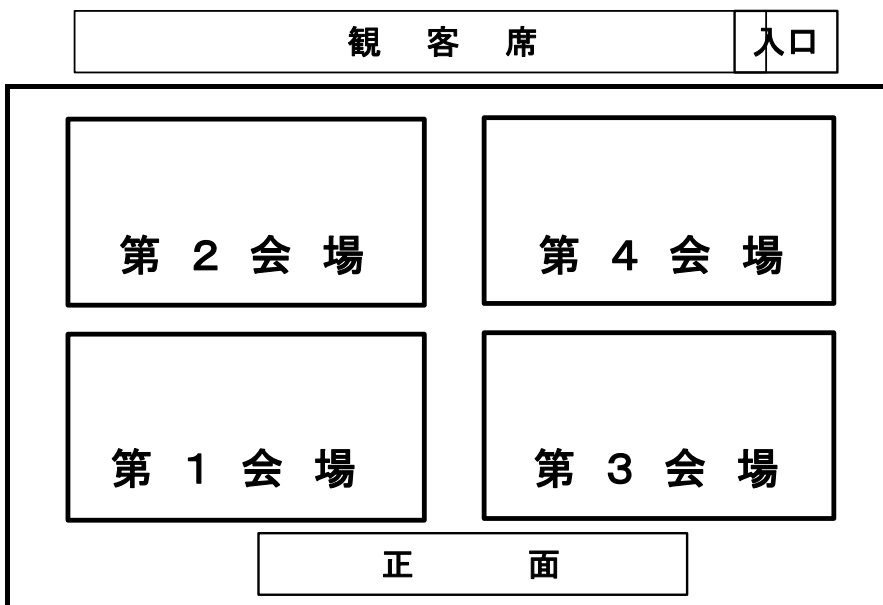 観 客 席 入口
第 2 会 場 第 4 会 場
第 1 会 場 第 3 会 場
正 面